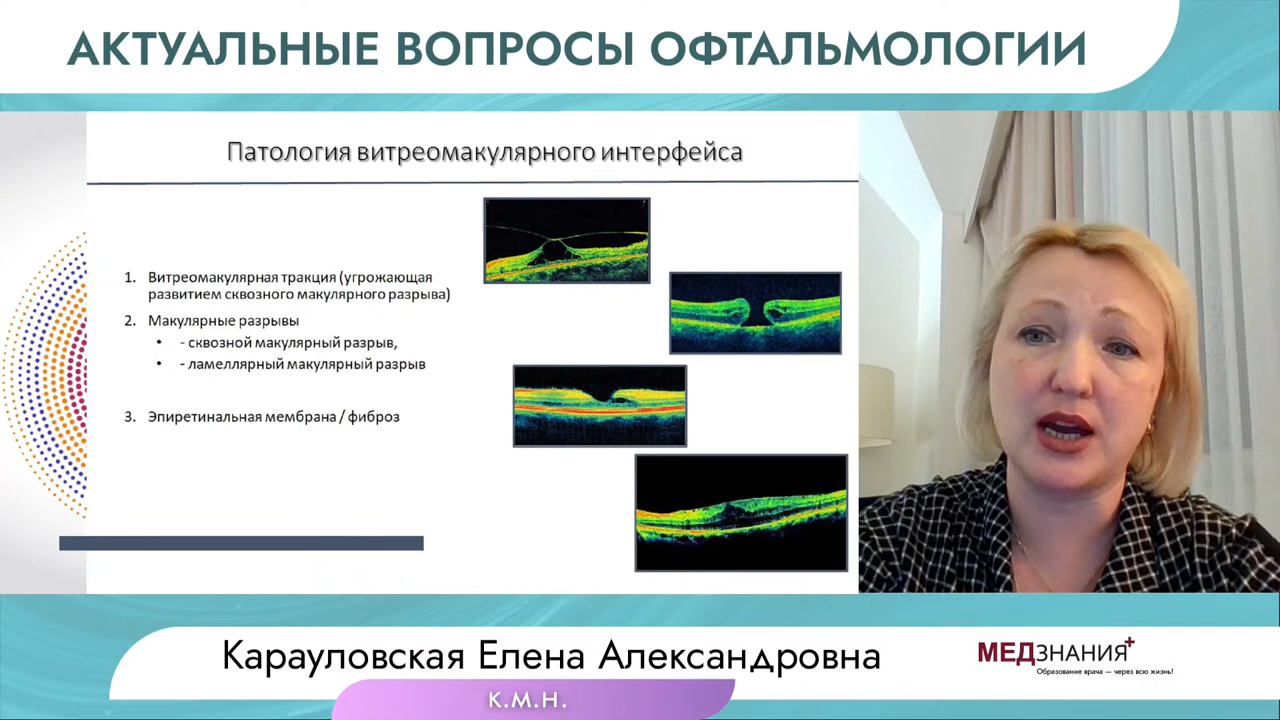 АКТУАЛЬНЫЕ ВОПРОСЫ ОФТАЛЬМОЛОГИИ
Патология витреомакулярного интерфейса
1. Витреомакулярная тракция (угрожающая
развитием сквозного макулярного разрыва)
2. Макулярные разрывы
• - сквозной макулярный разрыв,
• - ламеллярный макулярный разрыв
3. Эпиретинальная мембрана / фиброз
Карауловская Елена Александровна
к.м.н.
МЕДЗНАНИЯ+
Образование врача — через всю жизнь!